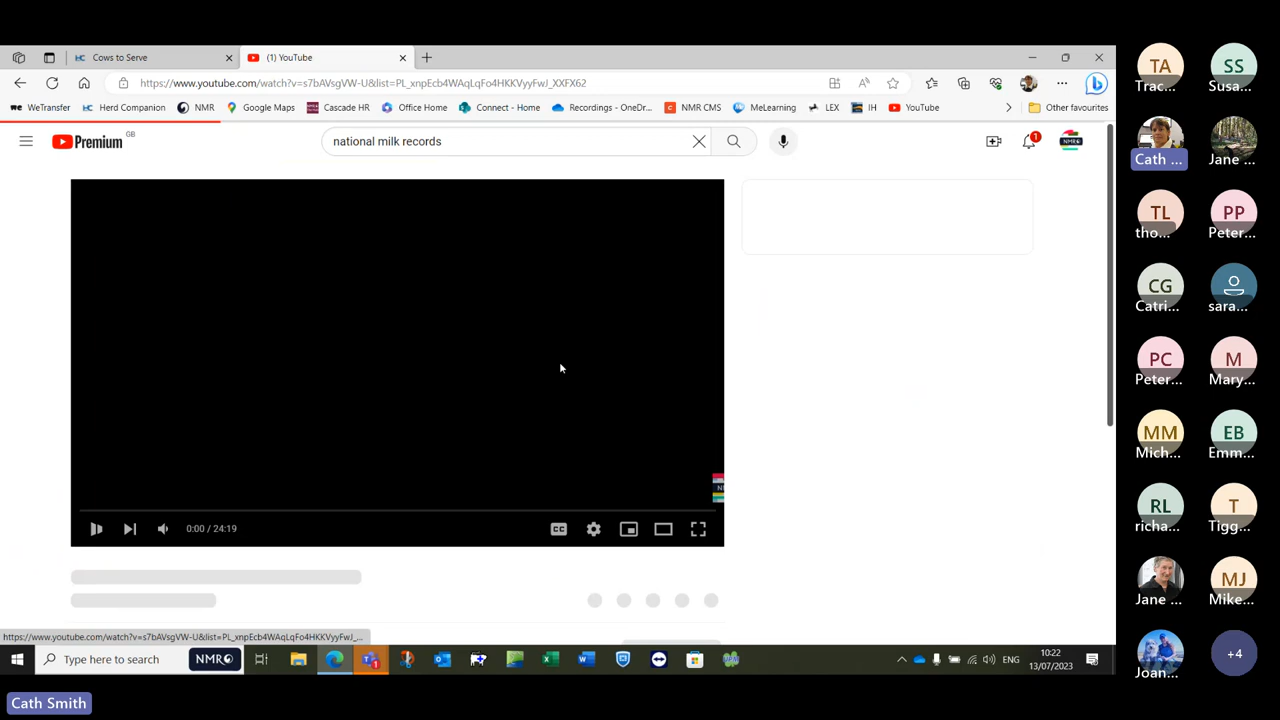 Cows to Serve
(1) YouTube
https://www.youtube.com/watch?v=s7bAVsgVW-U&list=PL_xnpEcb4WAqLqFo4HKKVyyFwJ_XXFX62
WeTransfer
Herd Companion
NMR
Google Maps
Cascade HR
Office Home
Connect - Home
Recordings - OneDr...
NMR CMS
MeLearning
LEX
IH
YouTube
Other favourites
Premium GB
national milk records
1
0:00 / 24:19
CC
https://www.youtube.com/watch?v=s7bAVsgVW-U&list=PL_xnpEcb4WAqLqFo4HKKVyyFwJ_...
Type here to search
NMR
ENG
10:22
13/07/2023
Cath Smith
TA
Trac...
SS
Susa...
Cath ...
Jane ...
TL
tho...
PP
Peter...
CG
Catri...
sara...
PC
Peter...
M
Mary...
MM
Mich...
EB
Emm...
RL
richa...
T
Tigg...
Jane ...
MJ
Mike...
Joan...
+4